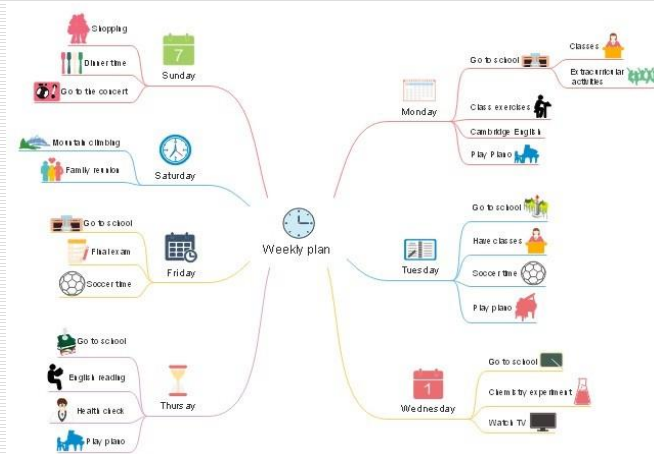 Weekly plan
Monday
Go to school
Classes
Extracurricular
activities
Class exercises
Cambridge English
Play Piano
Tuesday
Go to school
Have classes
Soccer time
Play piano
Wednesday
1
Go to school
Chemistry experiment
Watch TV
Thursay
Go to school
English reading
Health check
Play piano
Friday
Go to school
Final exam
Soccer time
Saturday
Mountain climbing
Family reunion
Sunday
7
Shopping
Dinner time
Go to the concert